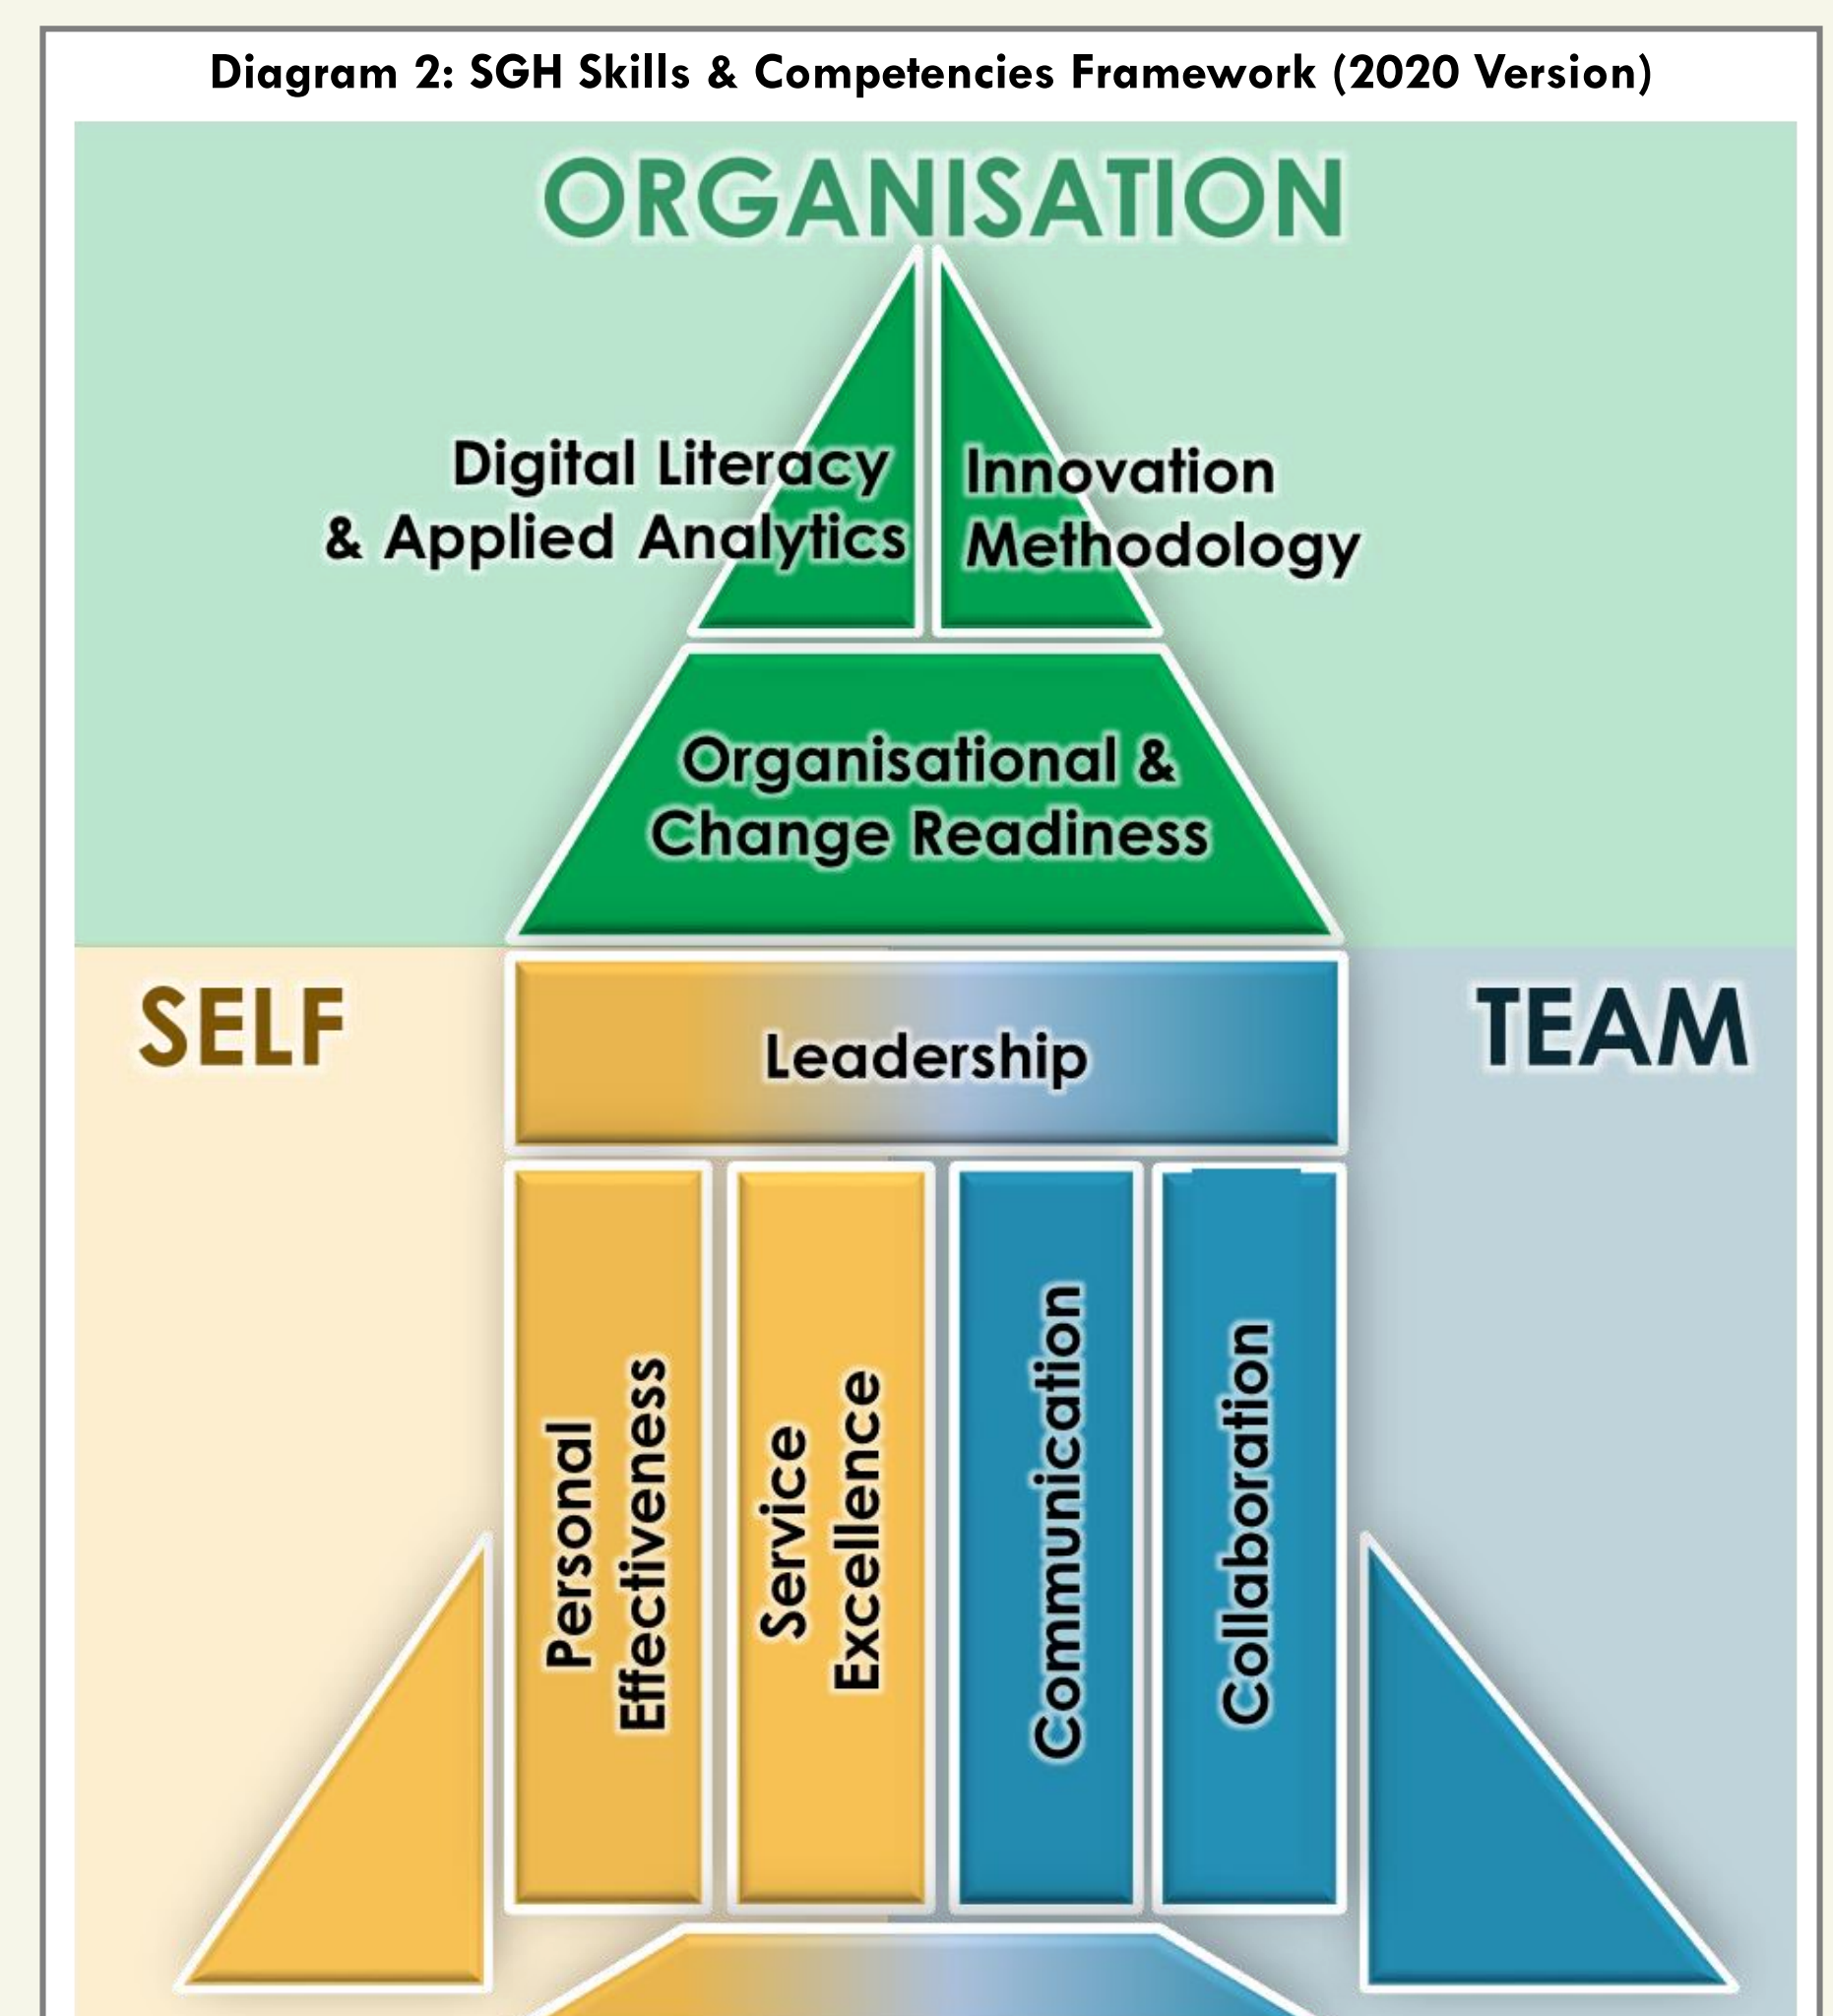 Diagram 2: SGH Skills & Competencies Framework (2020 Version)
ORGANISATION
Digital Literacy
& Applied Analytics
Innovation
Methodology
Organisational &
Change Readiness
SELF
TEAM
Leadership
Personal
Effectiveness
Service
Excellence
Communication
Collaboration